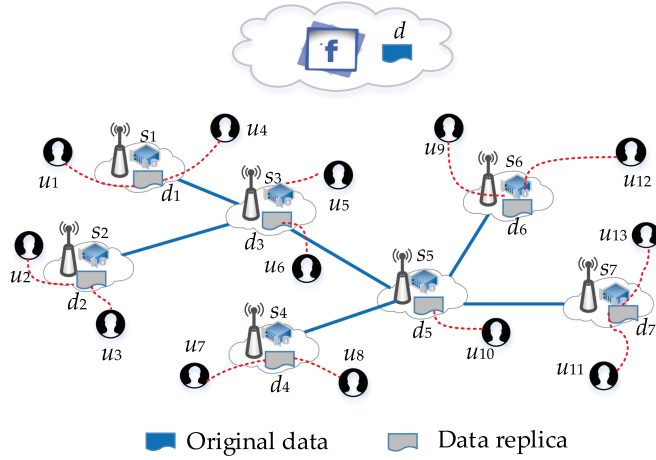 d
f
S1
u4
u1
d1
S3
u5
d3
u6
S2
u2
d2
u3
u9
S6
u12
d6
u13
S5
S7
d5
d7
u10
u11
S4
u7
u8
d4
Original data
Data replica